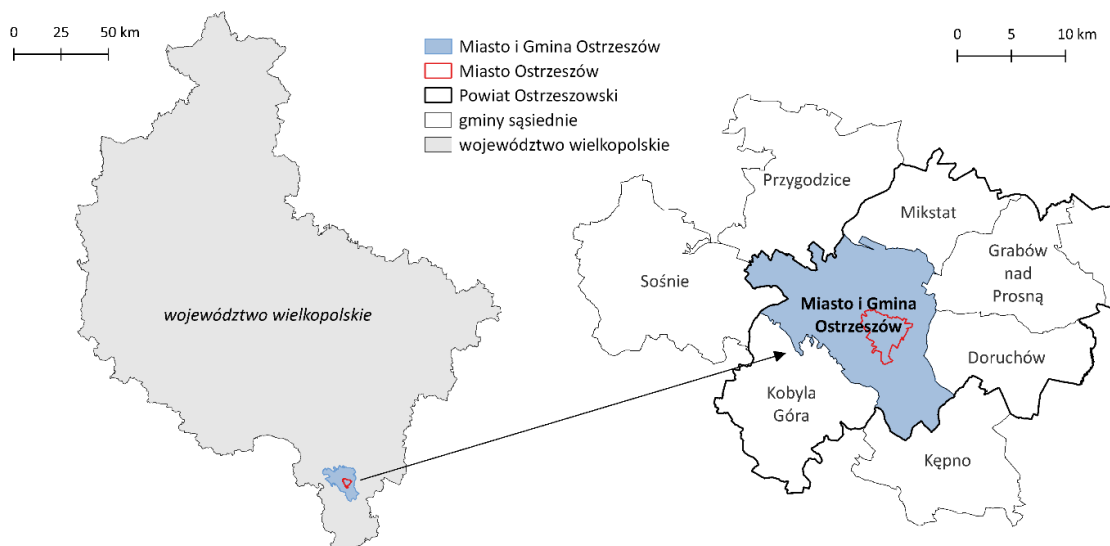 0 25 50 km
Miasto i Gmina Ostrzeszów
Miasto Ostrzeszów
Powiat Ostrzeszowski
gminy sąsiednie
województwo wielkopolskie
0 5 10 km
województwo wielkopolskie
Przygodzice
Mikstat
Grabów
nad
Prosną
Sośnie
Miasto i Gmina
Ostrzeszów
Doruchów
Kobyla
Góra
Kępno